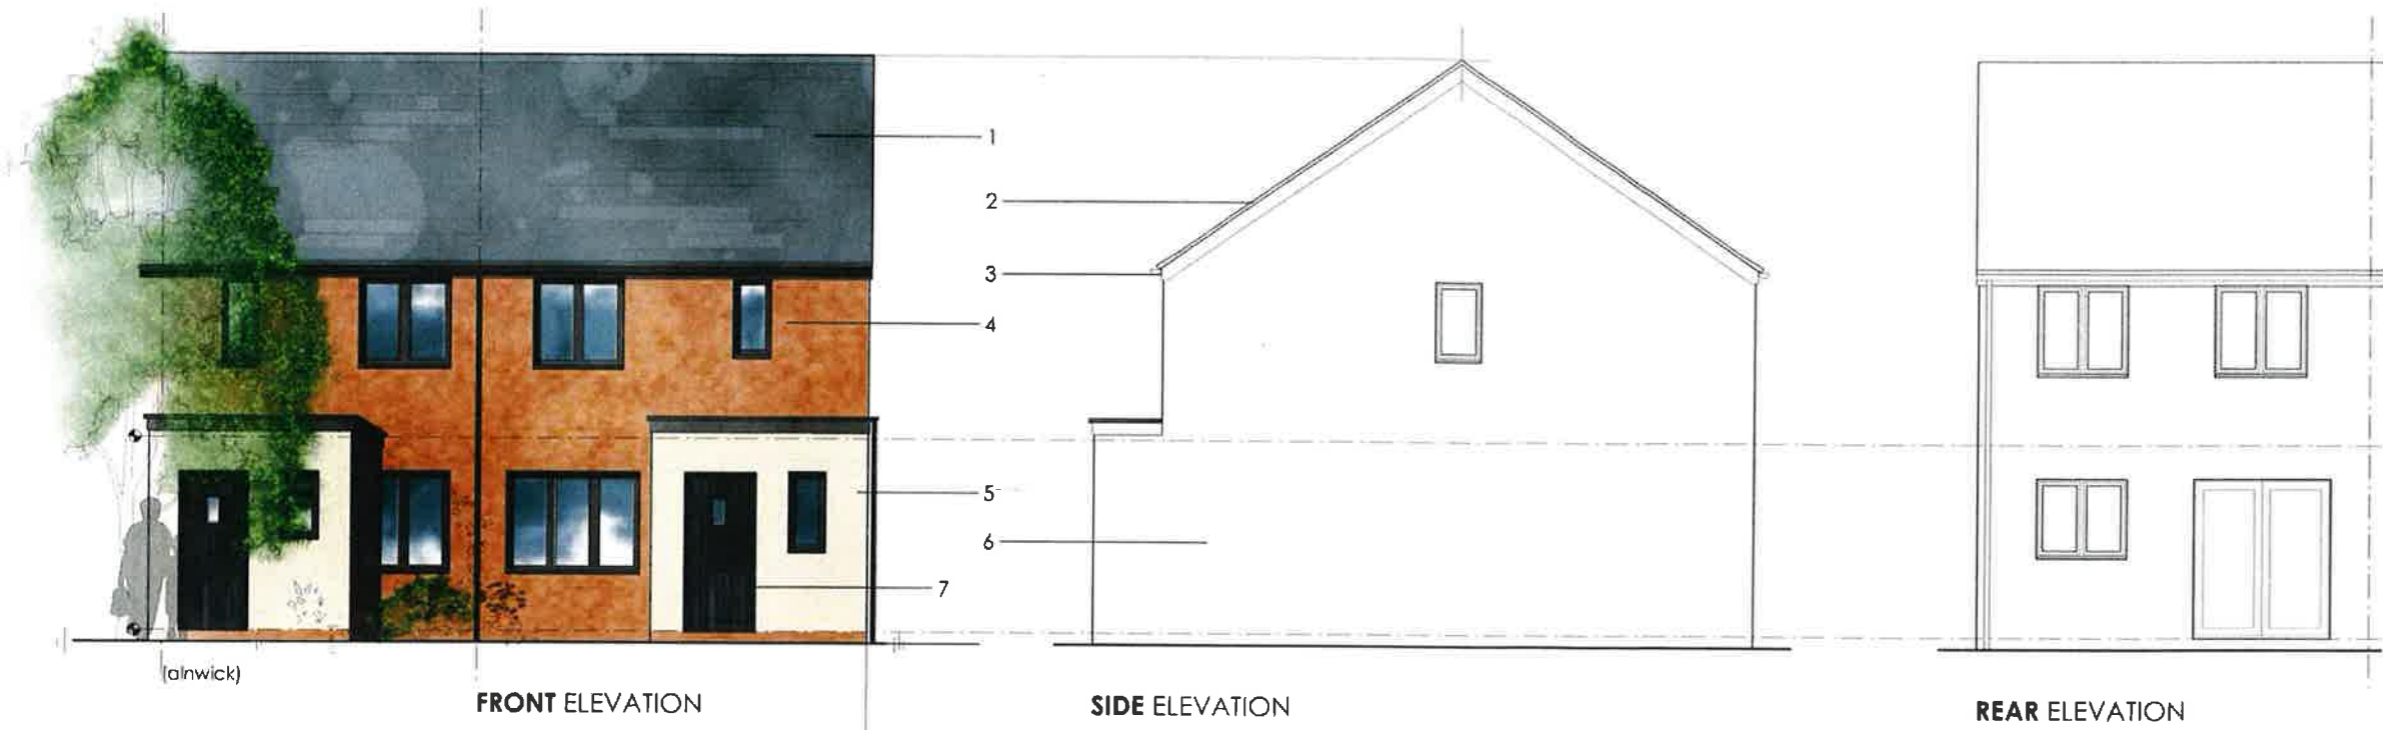 1
2
3
4
5
6
7
(alnwick)
FRONT ELEVATION
SIDE ELEVATION
REAR ELEVATION